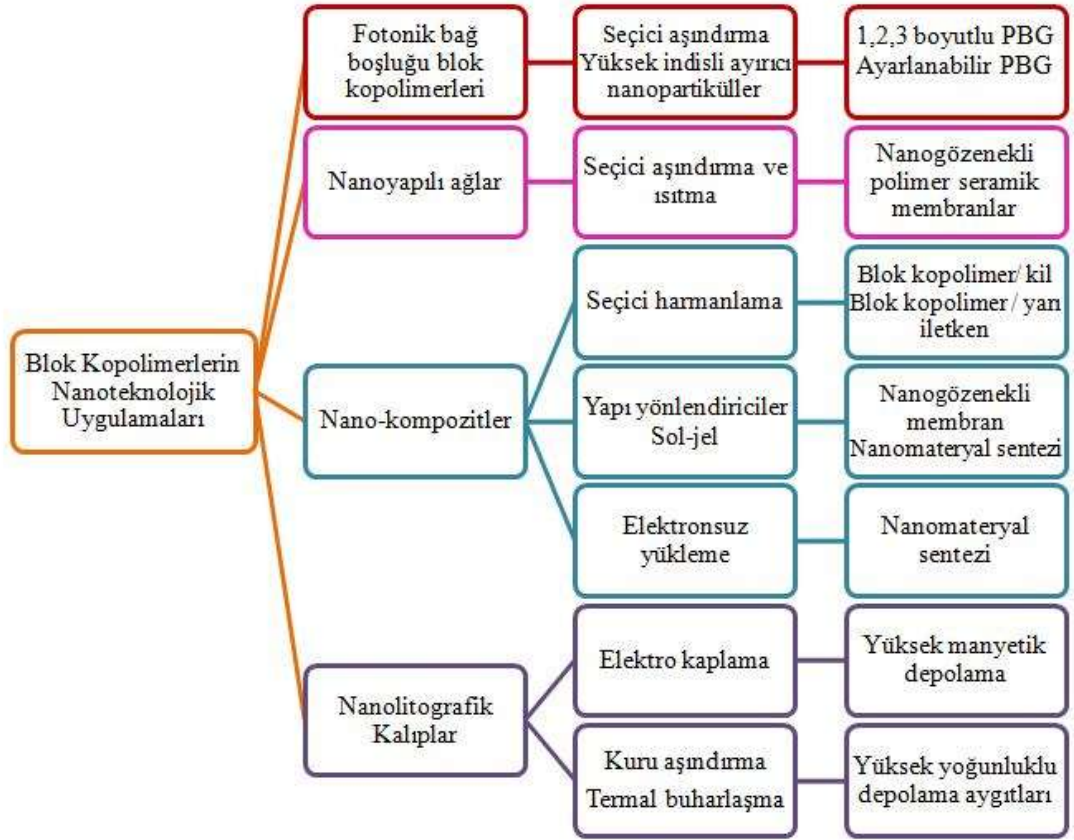 Blok Kopolimerlerin
Nanoteknolojik
Uygulamaları
Fotonik bağ
boşluğu blok
kopolimerleri
Seçici aşındırma
Yüksek indisli ayırıcı
nanopartiküller
1,2,3 boyutlu PBG
Ayarlanabilir PBG
Nanoyapılı ağlar
Seçici aşındırma ve
ısıtma
Nanogözenekli
polimer seramik
membranlar
Nano-kompozitler
Seçici harmanlama
Blok kopolimer/ kil
Blok kopolimer / yarı
iletken
Yapı yönlendiriciler
Sol-jel
Nanogözenekli
membran
Nanomateryal sentezi
Elektronsuz
yükleme
Nanomateryal
sentezi
Nanolitografik
Kalıplar
Elektro kaplama
Yüksek manyetik
depolama
Kuru aşındırma
Termal buharlaşma
Yüksek yoğunluklu
depolama aygıtları